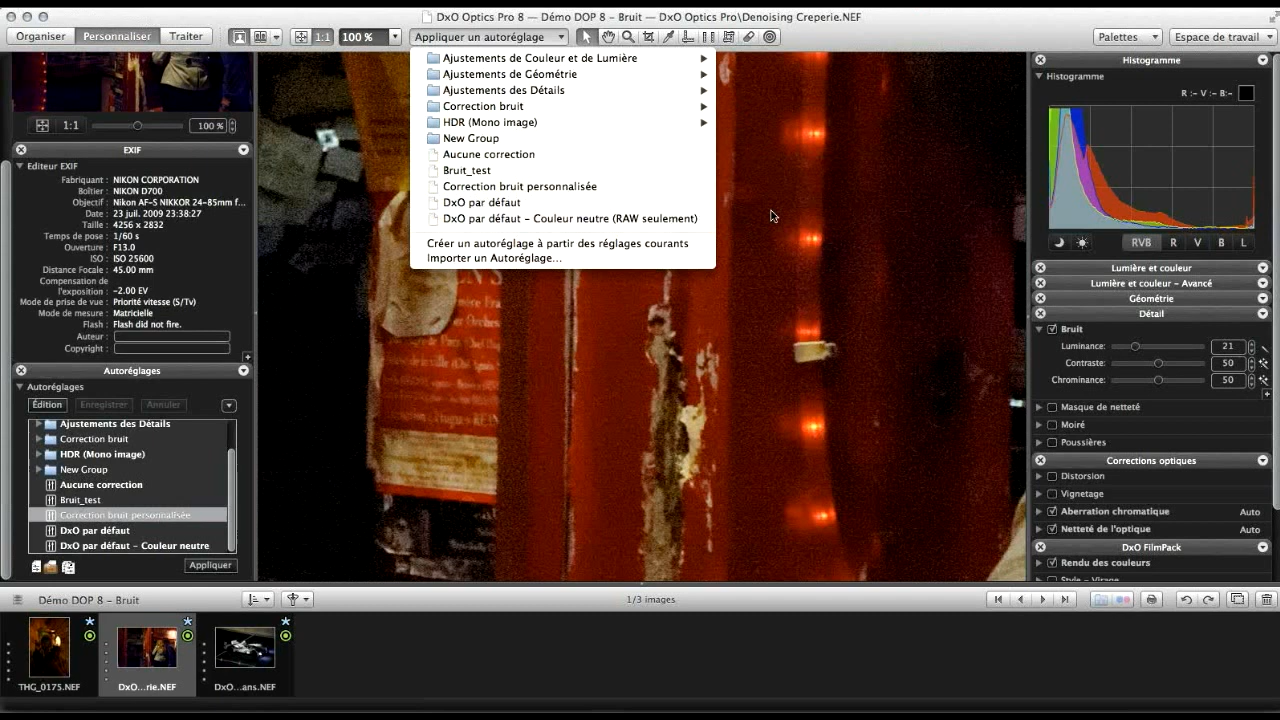 DxO Optics Pro 8 — Démo DOP 8 – Bruit — DxO Optics Pro\Denoising Creperie.NEF
Organiser Personnaliser Traiter 1:1 100 % Appliquer un autoréglage Palettes Espace de travail
Ajustements de Couleur et de Lumière
Ajustements de Géométrie
Ajustements des Détails
Correction bruit
HDR (Mono image)
New Group
Aucune correction
Bruit_test
Correction bruit personnalisée
DxO par défaut
DxO par défaut – Couleur neutre (RAW seulement)
Créer un autoréglage à partir des réglages courants
Importer un Autoréglage...
1:1 100 %
EXIF
Editeur EXIF
Fabriquant : NIKON CORPORATION
Boîtier : NIKON D700
Objectif : Nikon AF-S NIKKOR 24-85mm f...
Date : 23 juil. 2009 23:38:27
Taille : 4256 x 2832
Temps de pose : 1/60 s
Ouverture : F13.0
ISO : ISO 25600
Distance Focale : 45.00 mm
Compensation de
l'exposition : -2.00 EV
Mode de prise de vue : Priorité vitesse (S/Tv)
Mode de mesure : Matricielle
Flash : Flash did not fire.
Auteur :
Copyright :
Autoréglages
Autoréglages
Édition Enregistrer Annuler
Ajustements des Détails
Correction bruit
HDR (Mono image)
New Group
Aucune correction
Bruit_test
Correction bruit personnalisée
DxO par défaut
DxO par défaut – Couleur neutre
Appliquer
Histogramme
Histogramme
R :- V :- B:-
RVB R V B L
Lumière et couleur
Lumière et couleur – Avancé
Géométrie
Détail
Bruit
Luminance: 21
Contraste: 50
Chrominance: 50
Masque de netteté
Moiré
Poussières
Corrections optiques
Distorsion
Vignetage
Aberration chromatique Auto
Netteté de l'optique Auto
DxO FilmPack
Rendu des couleurs
Style – Virage
Démo DOP 8 – Bruit 1/3 images
THG_0175.NEF DxO...rie.NEF DxO...ans.NEF